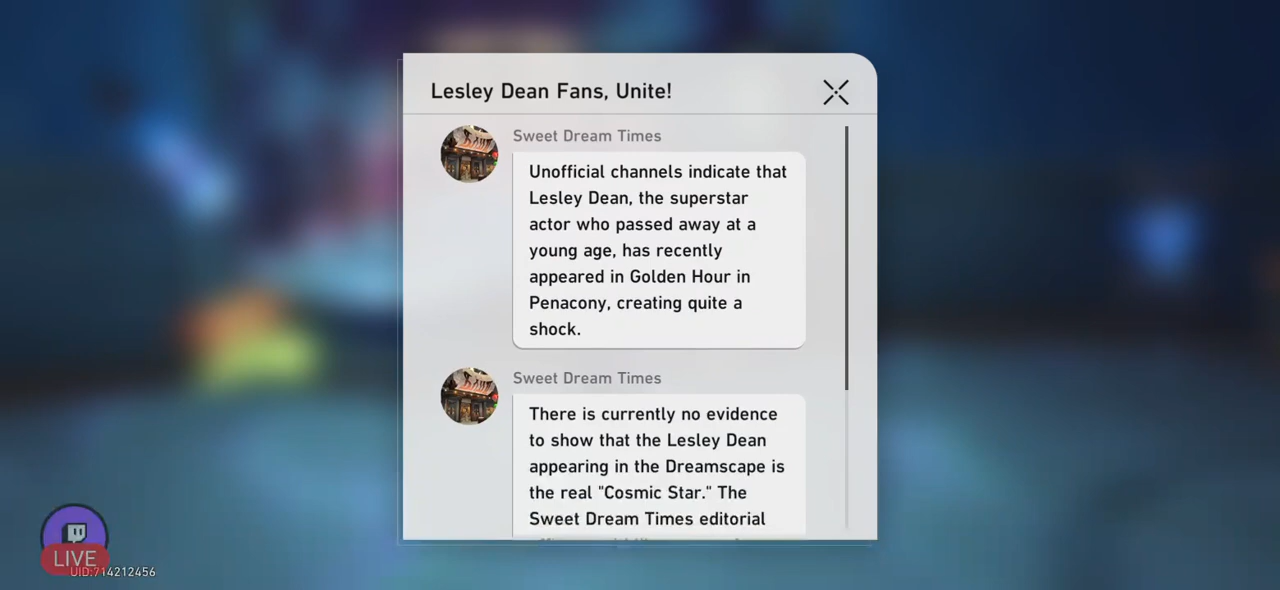 Lesley Dean Fans, Unite!
Sweet Dream Times
Unofficial channels indicate that
Lesley Dean, the superstar
actor who passed away at a
young age, has recently
appeared in Golden Hour in
Penacony, creating quite a
shock.
Sweet Dream Times
There is currently no evidence
to show that the Lesley Dean
appearing in the Dreamscape is
the real "Cosmic Star." The
Sweet Dream Times editorial
LIVE
UID:714212456